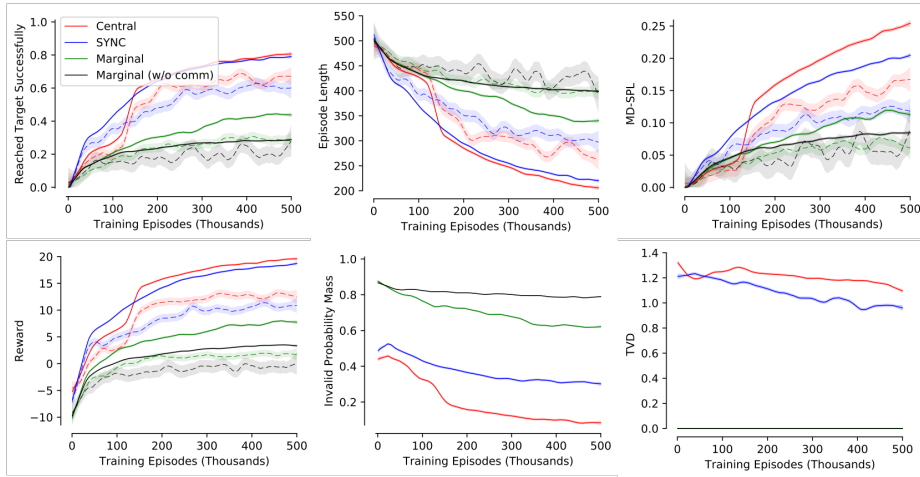 Central
SYNC
Marginal
Marginal (w/o comm)
Reached Target Successfully
1.0
0.8
0.6
0.4
0.2
0.0
0 100 200 300 400 500
Training Episodes (Thousands)
Episode Length
550
500
450
400
350
300
250
200
0 100 200 300 400 500
Training Episodes (Thousands)
MD-SPL
0.25
0.20
0.15
0.10
0.05
0.00
0 100 200 300 400 500
Training Episodes (Thousands)
Reward
20
15
10
5
0
−5
−10
0 100 200 300 400 500
Training Episodes (Thousands)
Invalid Probability Mass
1.0
0.8
0.6
0.4
0.2
0 100 200 300 400 500
Training Episodes (Thousands)
TVD
1.4
1.2
1.0
0.8
0.6
0.4
0.2
0.0
0 100 200 300 400 500
Training Episodes (Thousands)